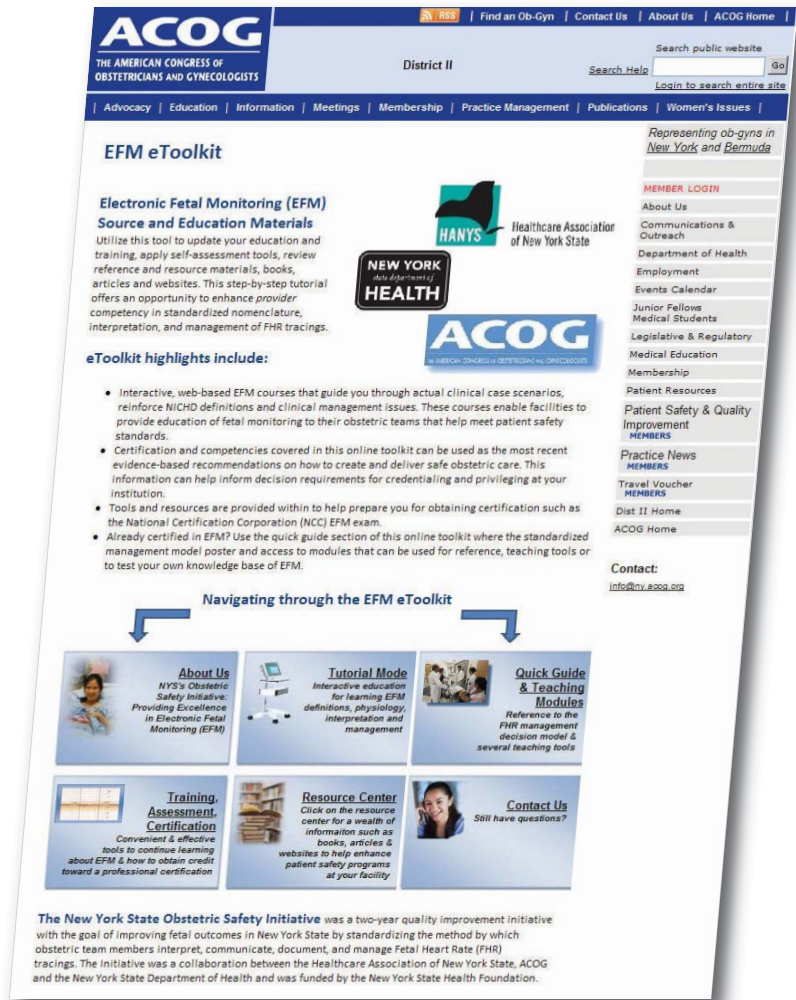 ACOG
THE AMERICAN CONGRESS OF
OBSTETRICIANS AND GYNECOLOGISTS
RSS | Find an Ob-Gyn | Contact Us | About Us | ACOG Home |
District II
Search public website
Search Help
Go
Login to search entire site
| Advocacy | Education | Information | Meetings | Membership | Practice Management | Publications | Women's Issues |
EFM eToolkit
Electronic Fetal Monitoring (EFM)
Source and Education Materials
Utilize this tool to update your education and
training, apply self-assessment tools, review
reference and resource materials, books,
articles and websites. This step-by-step tutorial
offers an opportunity to enhance provider
competency in standardized nomenclature,
interpretation, and management of FHR tracings.
HANYS
Healthcare Association
of New York State
NEW YORK
state department of
HEALTH
ACOG
THE AMERICAN CONGRESS OF OBSTETRICIANS AND GYNECOLOGISTS
eToolkit highlights include:
• Interactive, web-based EFM courses that guide you through actual clinical case scenarios,
reinforce NICHD definitions and clinical management issues. These courses enable facilities to
provide education of fetal monitoring to their obstetric teams that help meet patient safety
standards.
• Certification and competencies covered in this online toolkit can be used as the most recent
evidence-based recommendations on how to create and deliver safe obstetric care. This
information can help inform decision requirements for credentialing and privileging at your
institution.
• Tools and resources are provided within to help prepare you for obtaining certification such as
the National Certification Corporation (NCC) EFM exam.
• Already certified in EFM? Use the quick guide section of this online toolkit where the standardized
management model poster and access to modules that can be used for reference, teaching tools or
to test your own knowledge base of EFM.
Navigating through the EFM eToolkit
About Us
NYS's Obstetric
Safety Initiative:
Providing Excellence
in Electronic Fetal
Monitoring (EFM)
Tutorial Mode
Interactive education
for learning EFM
definitions, physiology,
interpretation and
management
Quick Guide
& Teaching
Modules
Reference to the
FHR management
decision model &
several teaching tools
Training,
Assessment,
Certification
Convenient & effective
tools to continue learning
about EFM & how to obtain credit
toward a professional certification
Resource Center
Click on the resource
center for a wealth of
informaiton such as
books, articles &
websites to help enhance
patient safety programs
at your facility
Contact Us
Still have questions?
The New York State Obstetric Safety Initiative was a two-year quality improvement initiative
with the goal of improving fetal outcomes in New York State by standardizing the method by which
obstetric team members interpret, communicate, document, and manage Fetal Heart Rate (FHR)
tracings. The Initiative was a collaboration between the Healthcare Association of New York State, ACOG
and the New York State Department of Health and was funded by the New York State Health Foundation.
Representing ob-gyns in
New York and Bermuda
MEMBER LOGIN
About Us
Communications &
Outreach
Department of Health
Employment
Events Calendar
Junior Fellows
Medical Students
Legislative & Regulatory
Medical Education
Membership
Patient Resources
Patient Safety & Quality
Improvement
MEMBERS
Practice News
MEMBERS
Travel Voucher
MEMBERS
Dist II Home
ACOG Home
Contact:
info@ny.acog.org